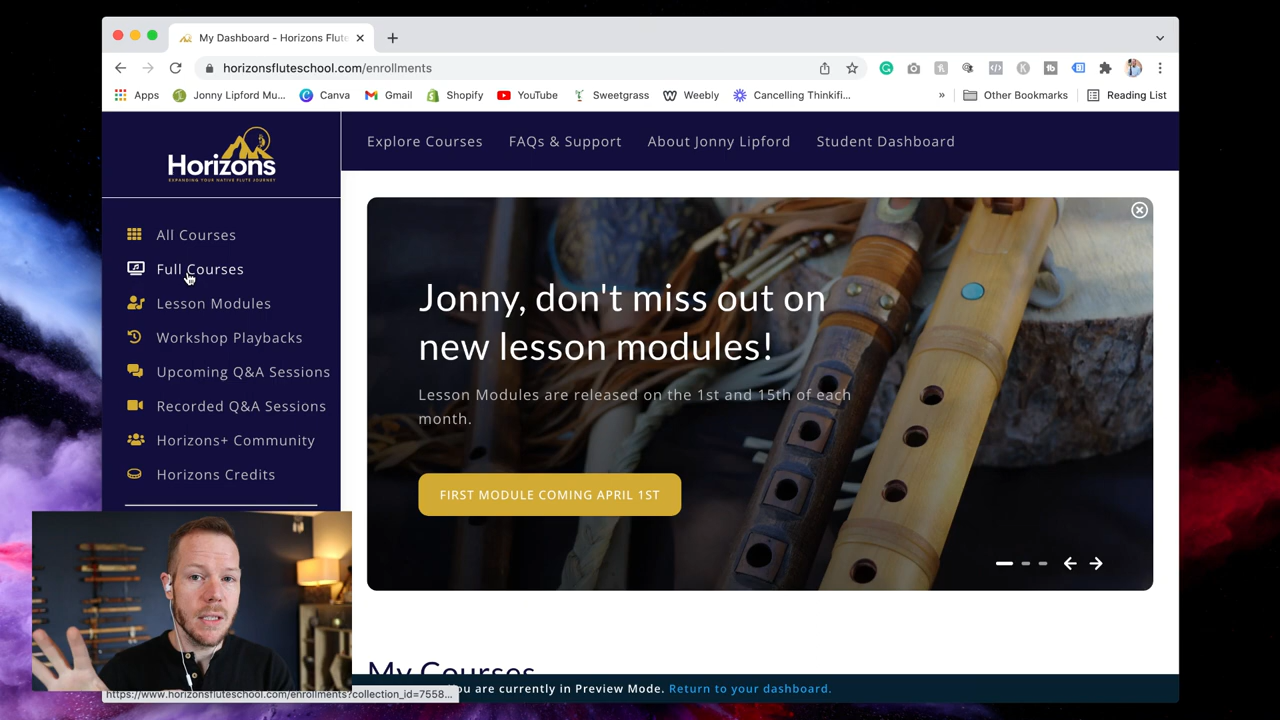 My Dashboard - Horizons Flute
horizonsfluteschool.com/enrollments
Apps
Jonny Lipford Mu...
Canva
Gmail
Shopify
YouTube
Sweetgrass
Weebly
Cancelling Thinkifi...
»
Other Bookmarks
Reading List
Horizons
EXPANDING YOUR NATIVE FLUTE JOURNEY
Explore Courses
FAQs & Support
About Jonny Lipford
Student Dashboard
All Courses
Full Courses
Lesson Modules
Workshop Playbacks
Upcoming Q&A Sessions
Recorded Q&A Sessions
Horizons+ Community
Horizons Credits
Jonny, don't miss out on
new lesson modules!
Lesson Modules are released on the 1st and 15th of each
month.
FIRST MODULE COMING APRIL 1ST
My Courses
ou are currently in Preview Mode. Return to your dashboard.
https://www.horizonsfluteschool.com/enrollments?collection_id=7558...